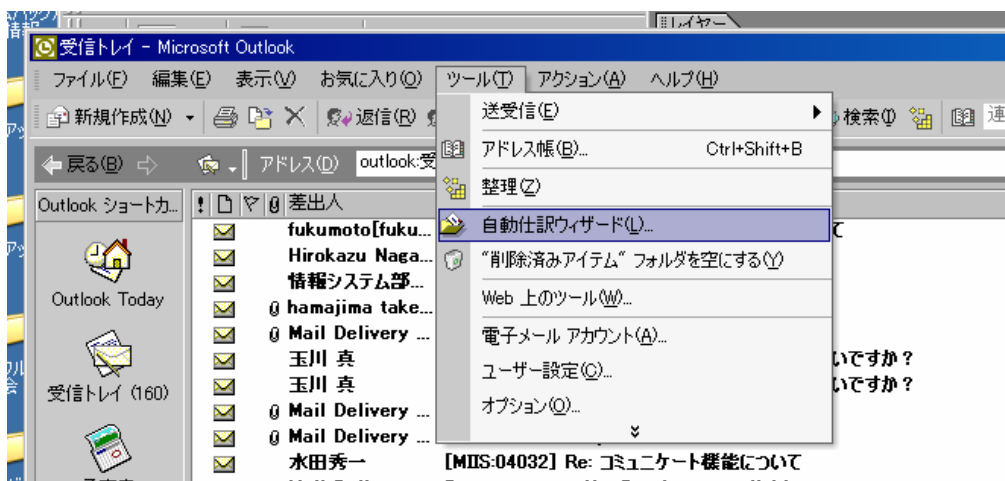 情報
レイヤー
受信トレイ - Microsoft Outlook
ファイル(F) 編集(E) 表示(V) お気に入り(O) ツール(T) アクション(A) ヘルプ(H)
新規作成(N) 返信(R) 検索(I)
戻る(B) アドレス(D) outlook:受
送受信(E)
アドレス帳(B)... Ctrl+Shift+B
整理(Z)
自動仕訳ウィザード(L)...
“削除済みアイテム” フォルダを空にする(Y)
Web 上のツール(W)...
電子メール アカウント(A)...
ユーザー設定(C)...
オプション(O)...
Outlook ショートカ...
Outlook Today
受信トレイ (160)
! 差出人
fukumoto[fuku... て
Hirokazu Naga...
情報システム部...
hamajima take...
Mail Delivery ...
玉川 真 いですか？
玉川 真 いですか？
Mail Delivery ...
Mail Delivery ...
水田秀一 [MIIS:04032] Re: コミュニケート機能について